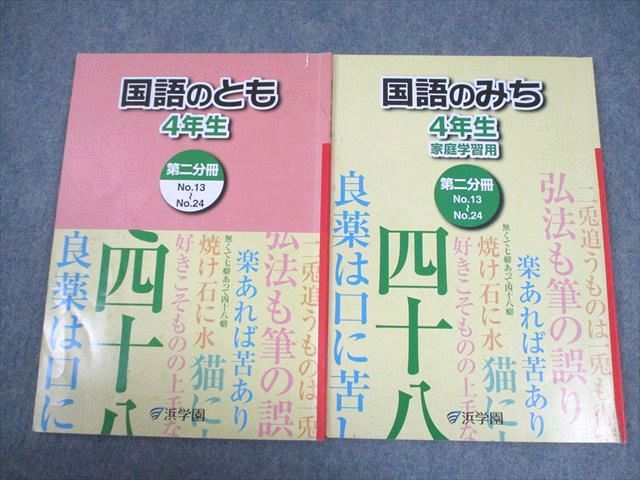 国語のとも
4年生
第二分冊
No.13
~
No.24
二兎追うものは一
弘法も筆の誤り
楽あれば苦あり
無くて七癖あって四十八癖
猫に
焼け石に水
好きこそものの上手な
四十八
良薬は口に
浜学園
国語のみち
4年生
家庭学習用
第二分冊
No.13
~
No.24
二兎追うものは一兎も
弘法も筆の誤り
楽あれば苦あり
無くて七癖あって四十八癖
猫に
焼け石に水
好きこそものの上手
四十八
良薬は口に苦し
浜学園